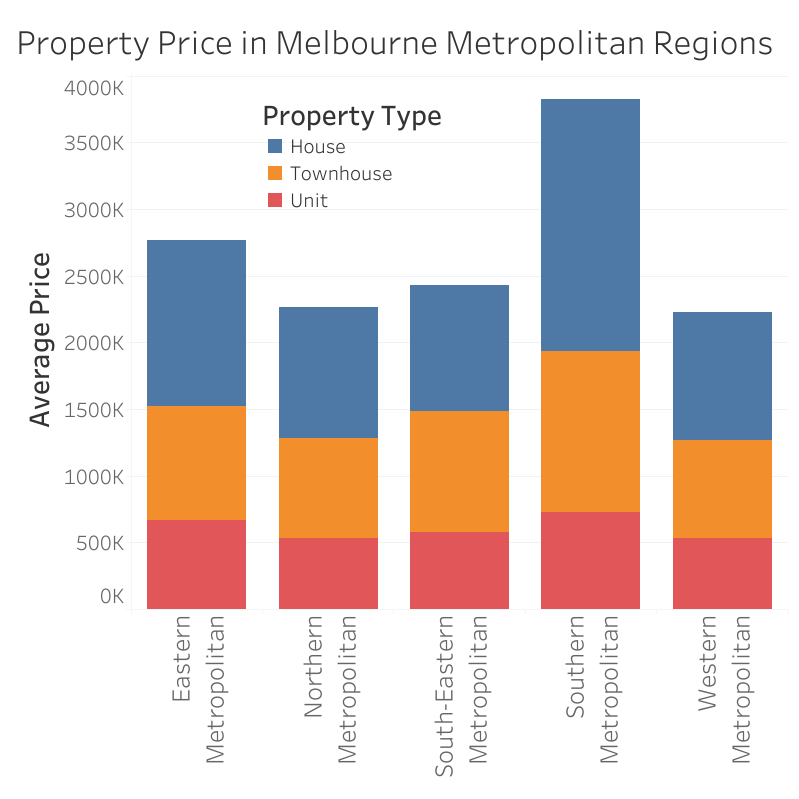 Property Price in Melbourne Metropolitan Regions
4000K
3500K
3000K
2500K
2000K
1500K
1000K
500K
0K
Average Price
Property Type
House
Townhouse
Unit
Eastern
Metropolitan
Northern
Metropolitan
South-Eastern
Metropolitan
Southern
Metropolitan
Western
Metropolitan